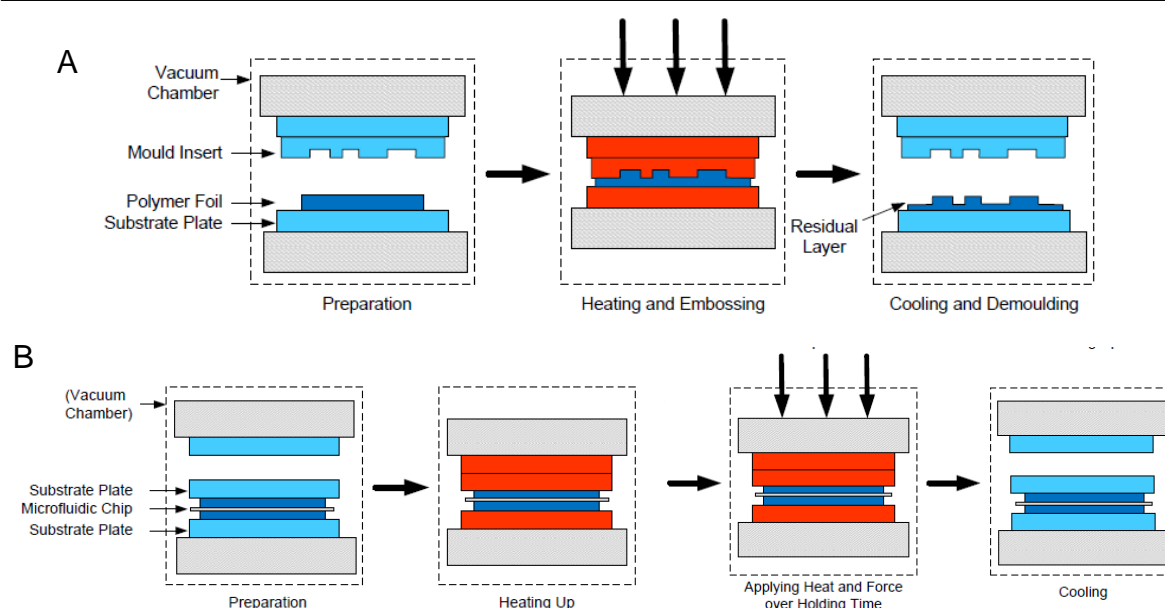 A
Vacuum
Chamber
Mould Insert
Polymer Foil
Substrate Plate
Residual
Layer
Preparation
Heating and Embossing
Cooling and Demoulding
B
(Vacuum
Chamber)
Substrate Plate
Microfluidic Chip
Substrate Plate
Preparation
Heating Up
Applying Heat and Force
over Holding Time
Cooling